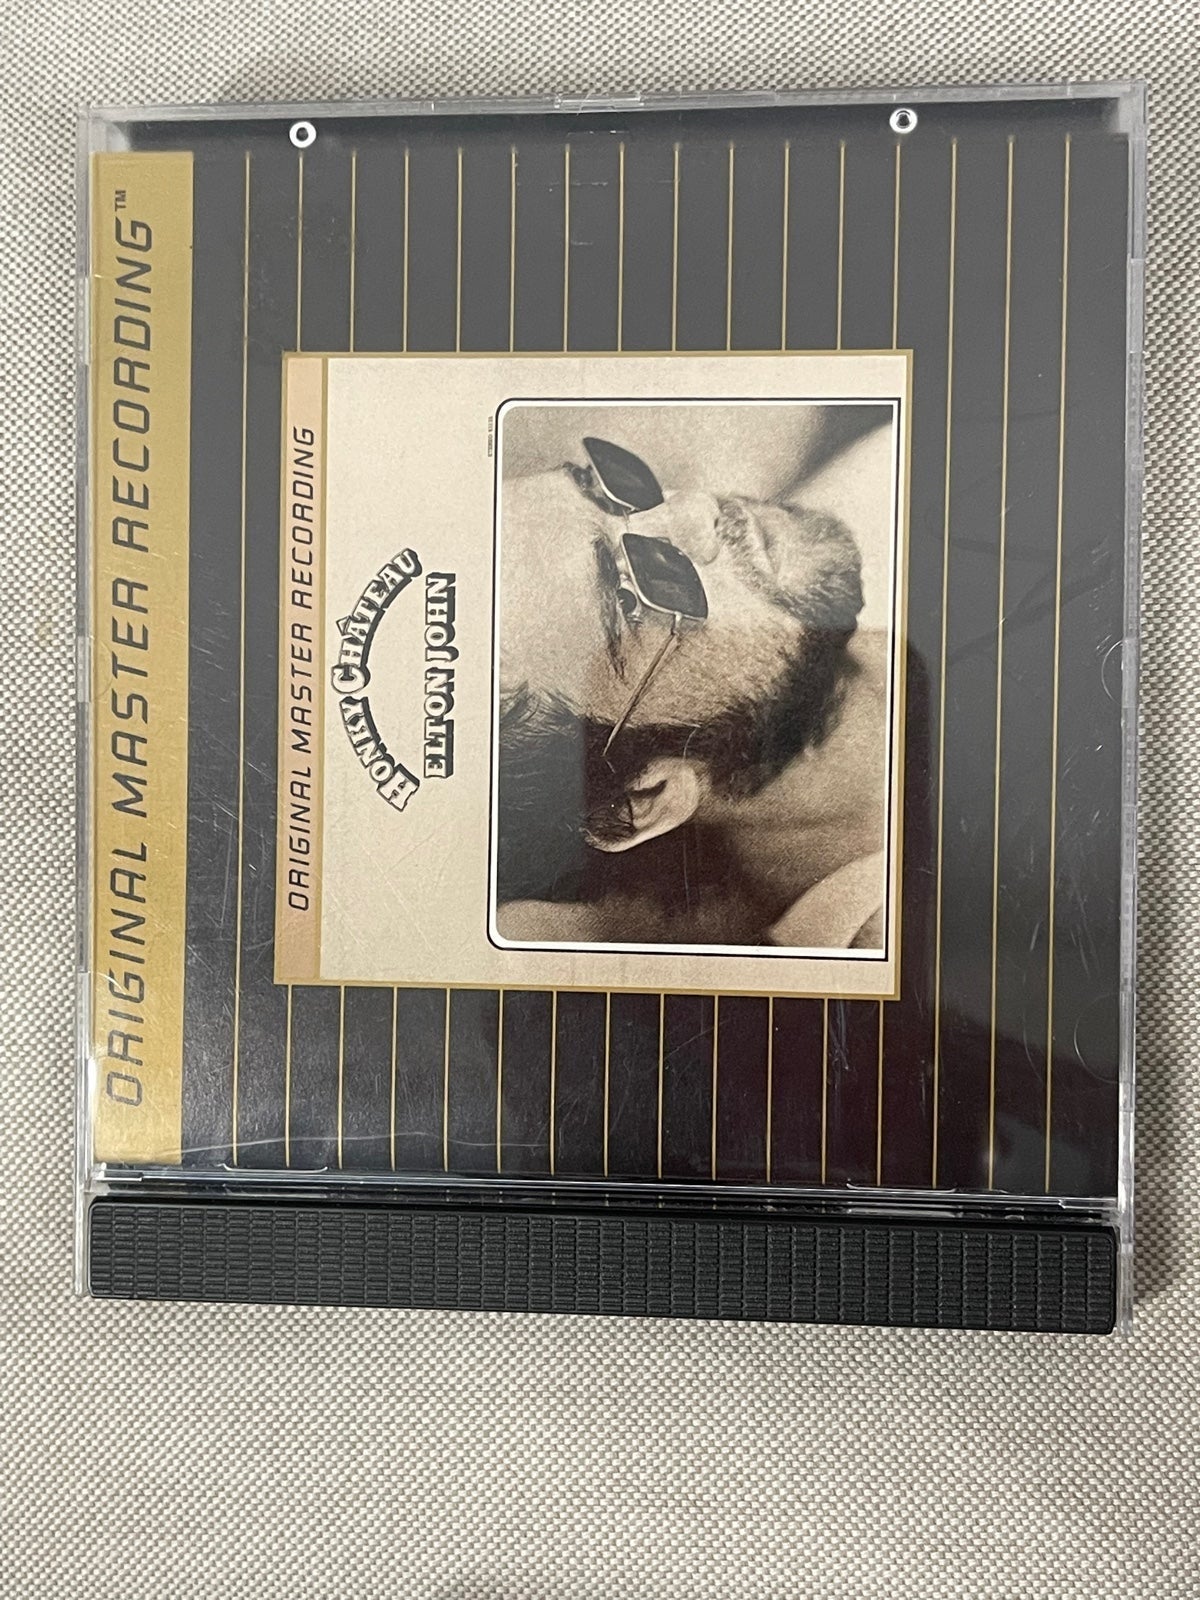 ORIGINAL MASTER RECORDING™
ORIGINAL MASTER RECORDING
HONKY CHÂTEAU
ELTON JOHN